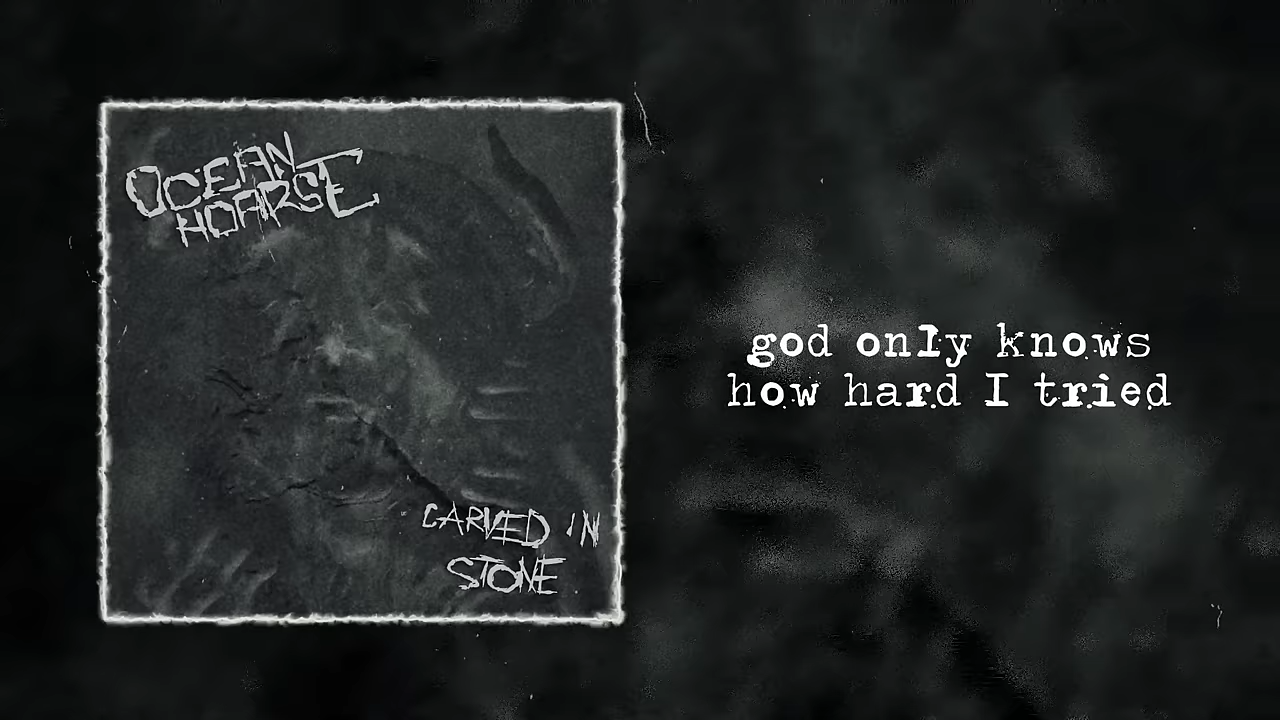 OCEAN
HOARSE
CARVED IN
STONE
god only knows
how hard I tried